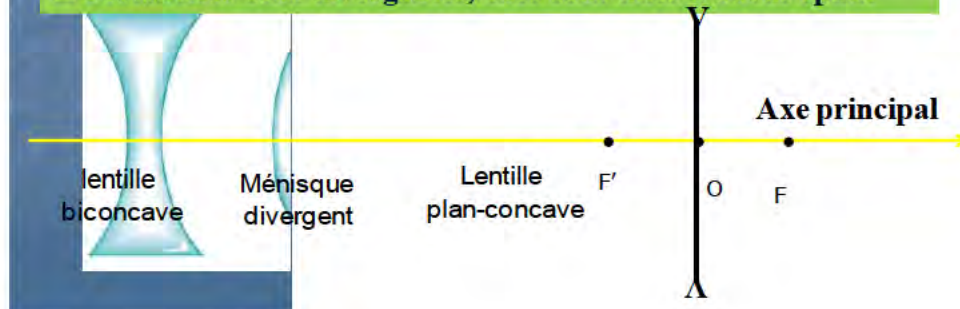 Axe principal
lentille
biconcave
Ménisque
divergent
Lentille
plan-concave
F'
O
F